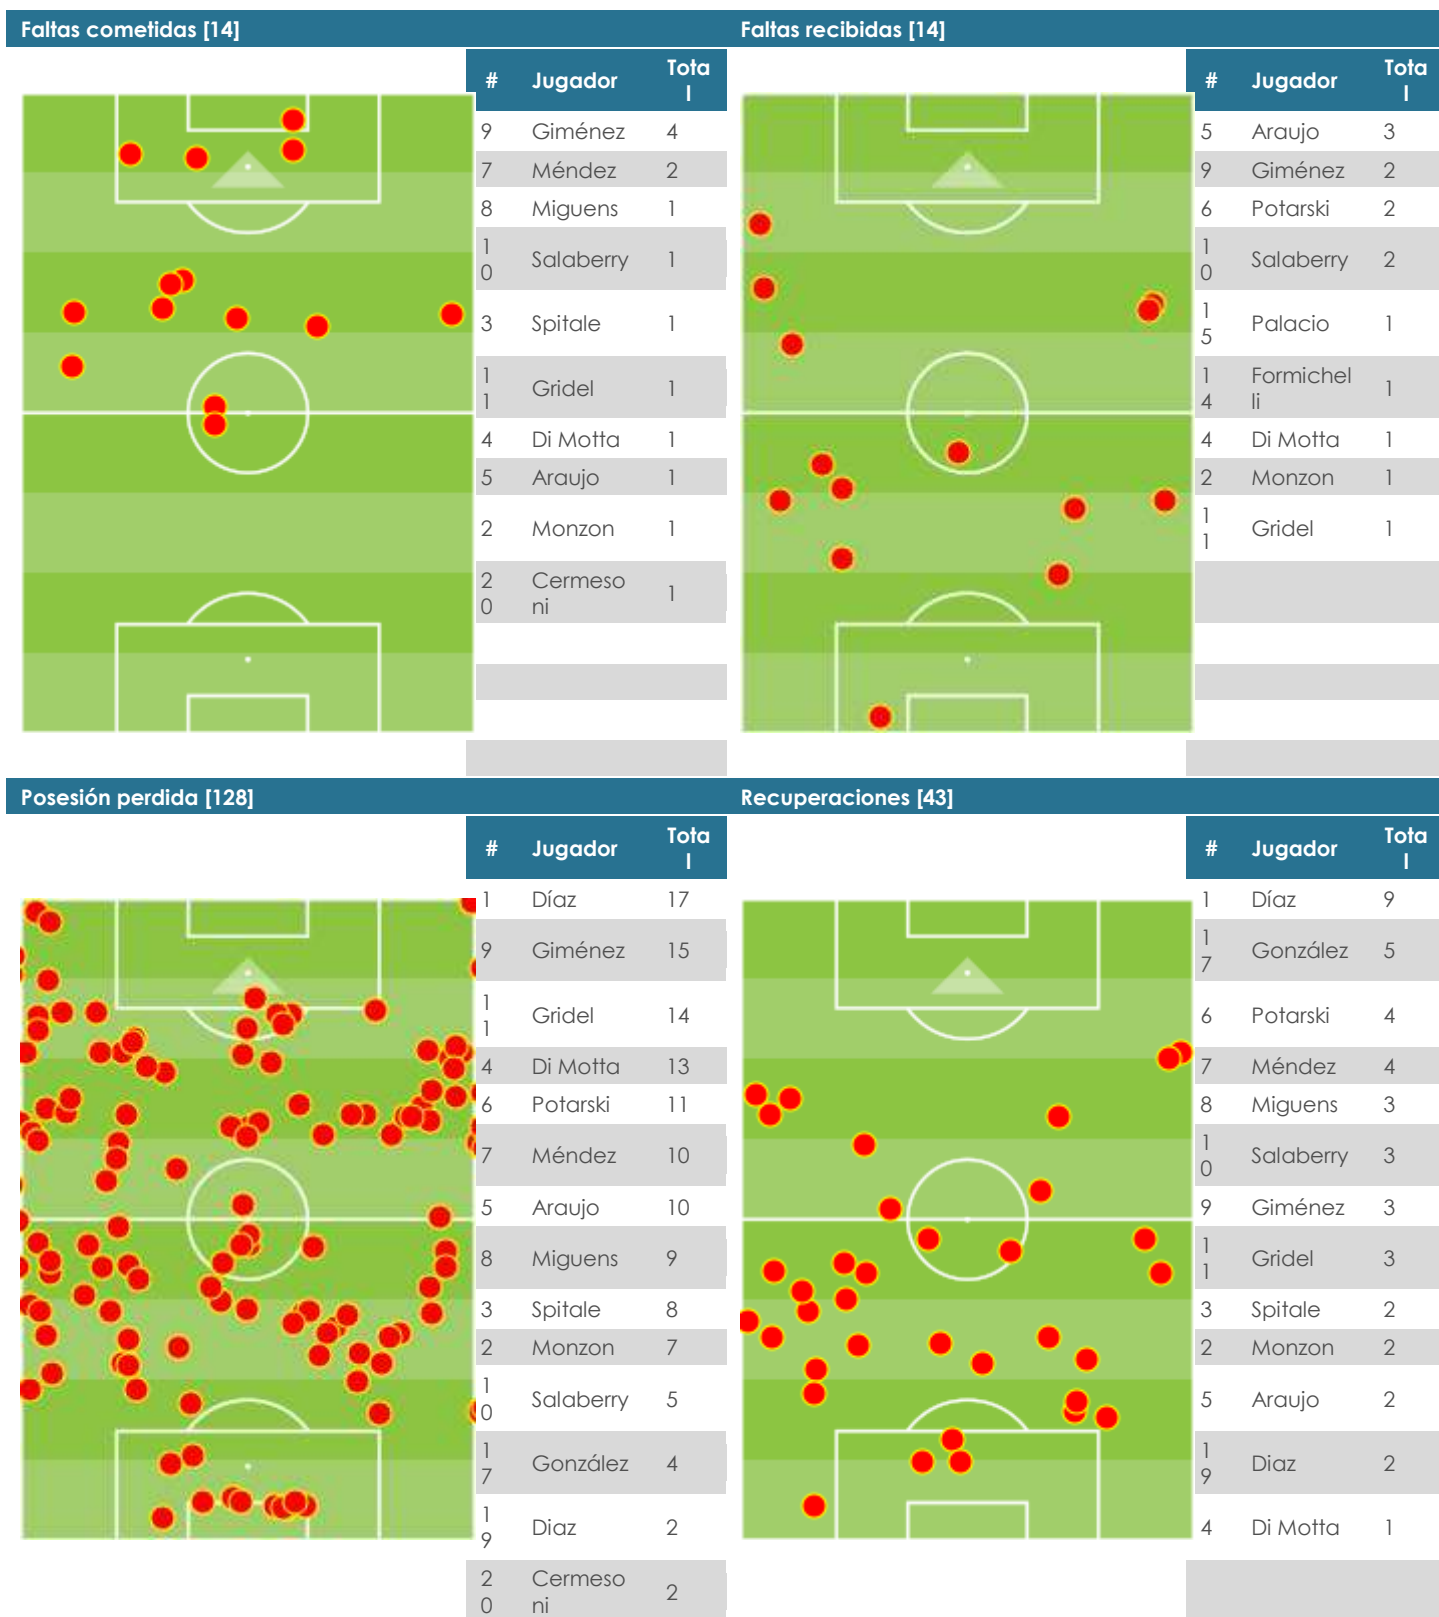 Faltas cometidas [14]
# Jugador Tota
l
9 Giménez 4
7 Méndez 2
8 Miguens 1
1
0 Salaberry 1
3 Spitale 1
1
1 Gridel 1
4 Di Motta 1
5 Araujo 1
2 Monzon 1
2
0 Cermeso
ni 1
Faltas recibidas [14]
# Jugador Tota
l
5 Araujo 3
9 Giménez 2
6 Potarski 2
1
0 Salaberry 2
1
5 Palacio 1
1
4 Formichel
li 1
4 Di Motta 1
2 Monzon 1
1
1 Gridel 1
Posesión perdida [128]
# Jugador Tota
l
1 Díaz 17
9 Giménez 15
1
1 Gridel 14
4 Di Motta 13
6 Potarski 11
7 Méndez 10
5 Araujo 10
8 Miguens 9
3 Spitale 8
2 Monzon 7
1
0 Salaberry 5
1
7 González 4
1
9 Diaz 2
2
0 Cermeso
ni 2
Recuperaciones [43]
# Jugador Tota
l
1 Díaz 9
1
7 González 5
6 Potarski 4
7 Méndez 4
8 Miguens 3
1
0 Salaberry 3
9 Giménez 3
1
1 Gridel 3
3 Spitale 2
2 Monzon 2
5 Araujo 2
1
9 Diaz 2
4 Di Motta 1